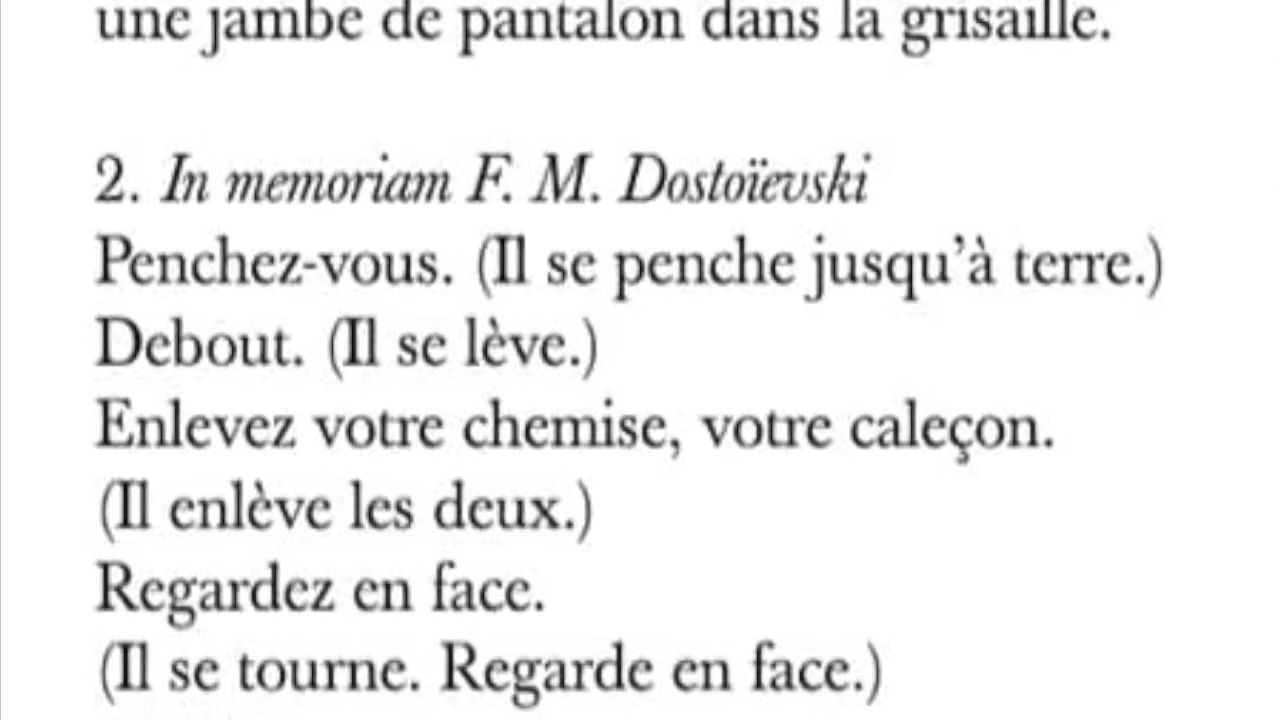 une jambe de pantalon dans la grisaille.
2. In memoriam F. M. Dostoïevski
Penchez-vous. (Il se penche jusqu’à terre.)
Debout. (Il se lève.)
Enlevez votre chemise, votre caleçon.
(Il enlève les deux.)
Regardez en face.
(Il se tourne. Regarde en face.)